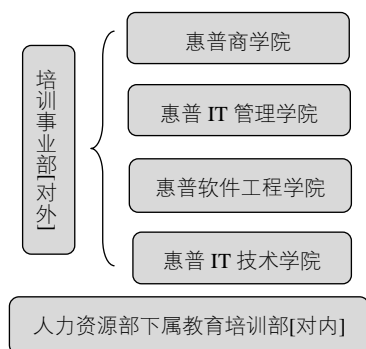 惠普商学院
培训事业部[对外]
惠普 IT 管理学院
惠普软件工程学院
惠普 IT 技术学院
人力资源部下属教育培训部[对内]